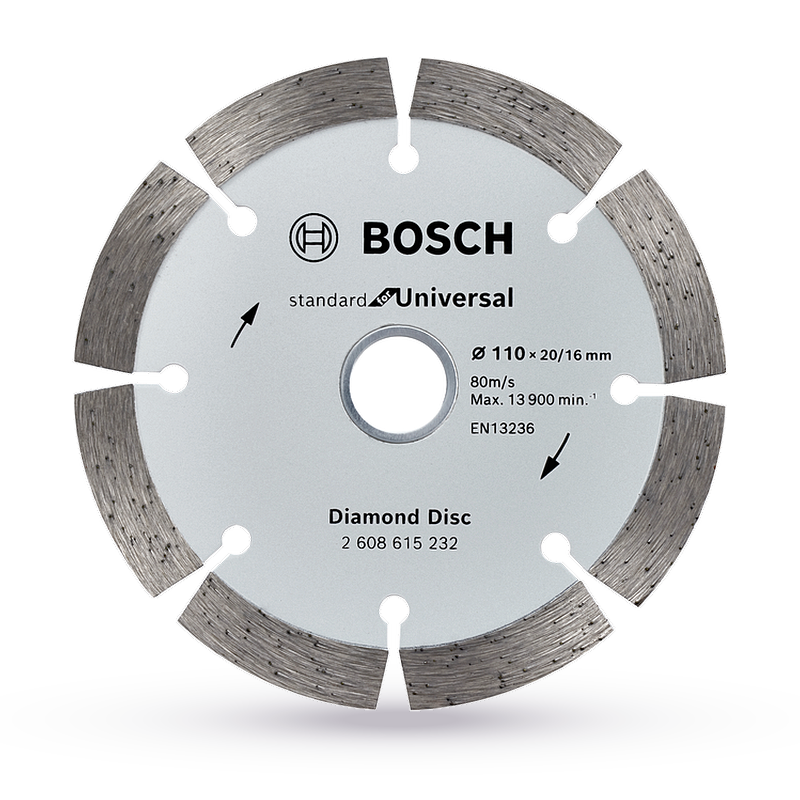 BOSCH
standard for Universal
Ø 110 × 20/16 mm
80m/s
Max. 13 900 min.⁻¹
EN13236
Diamond Disc
2 608 615 232